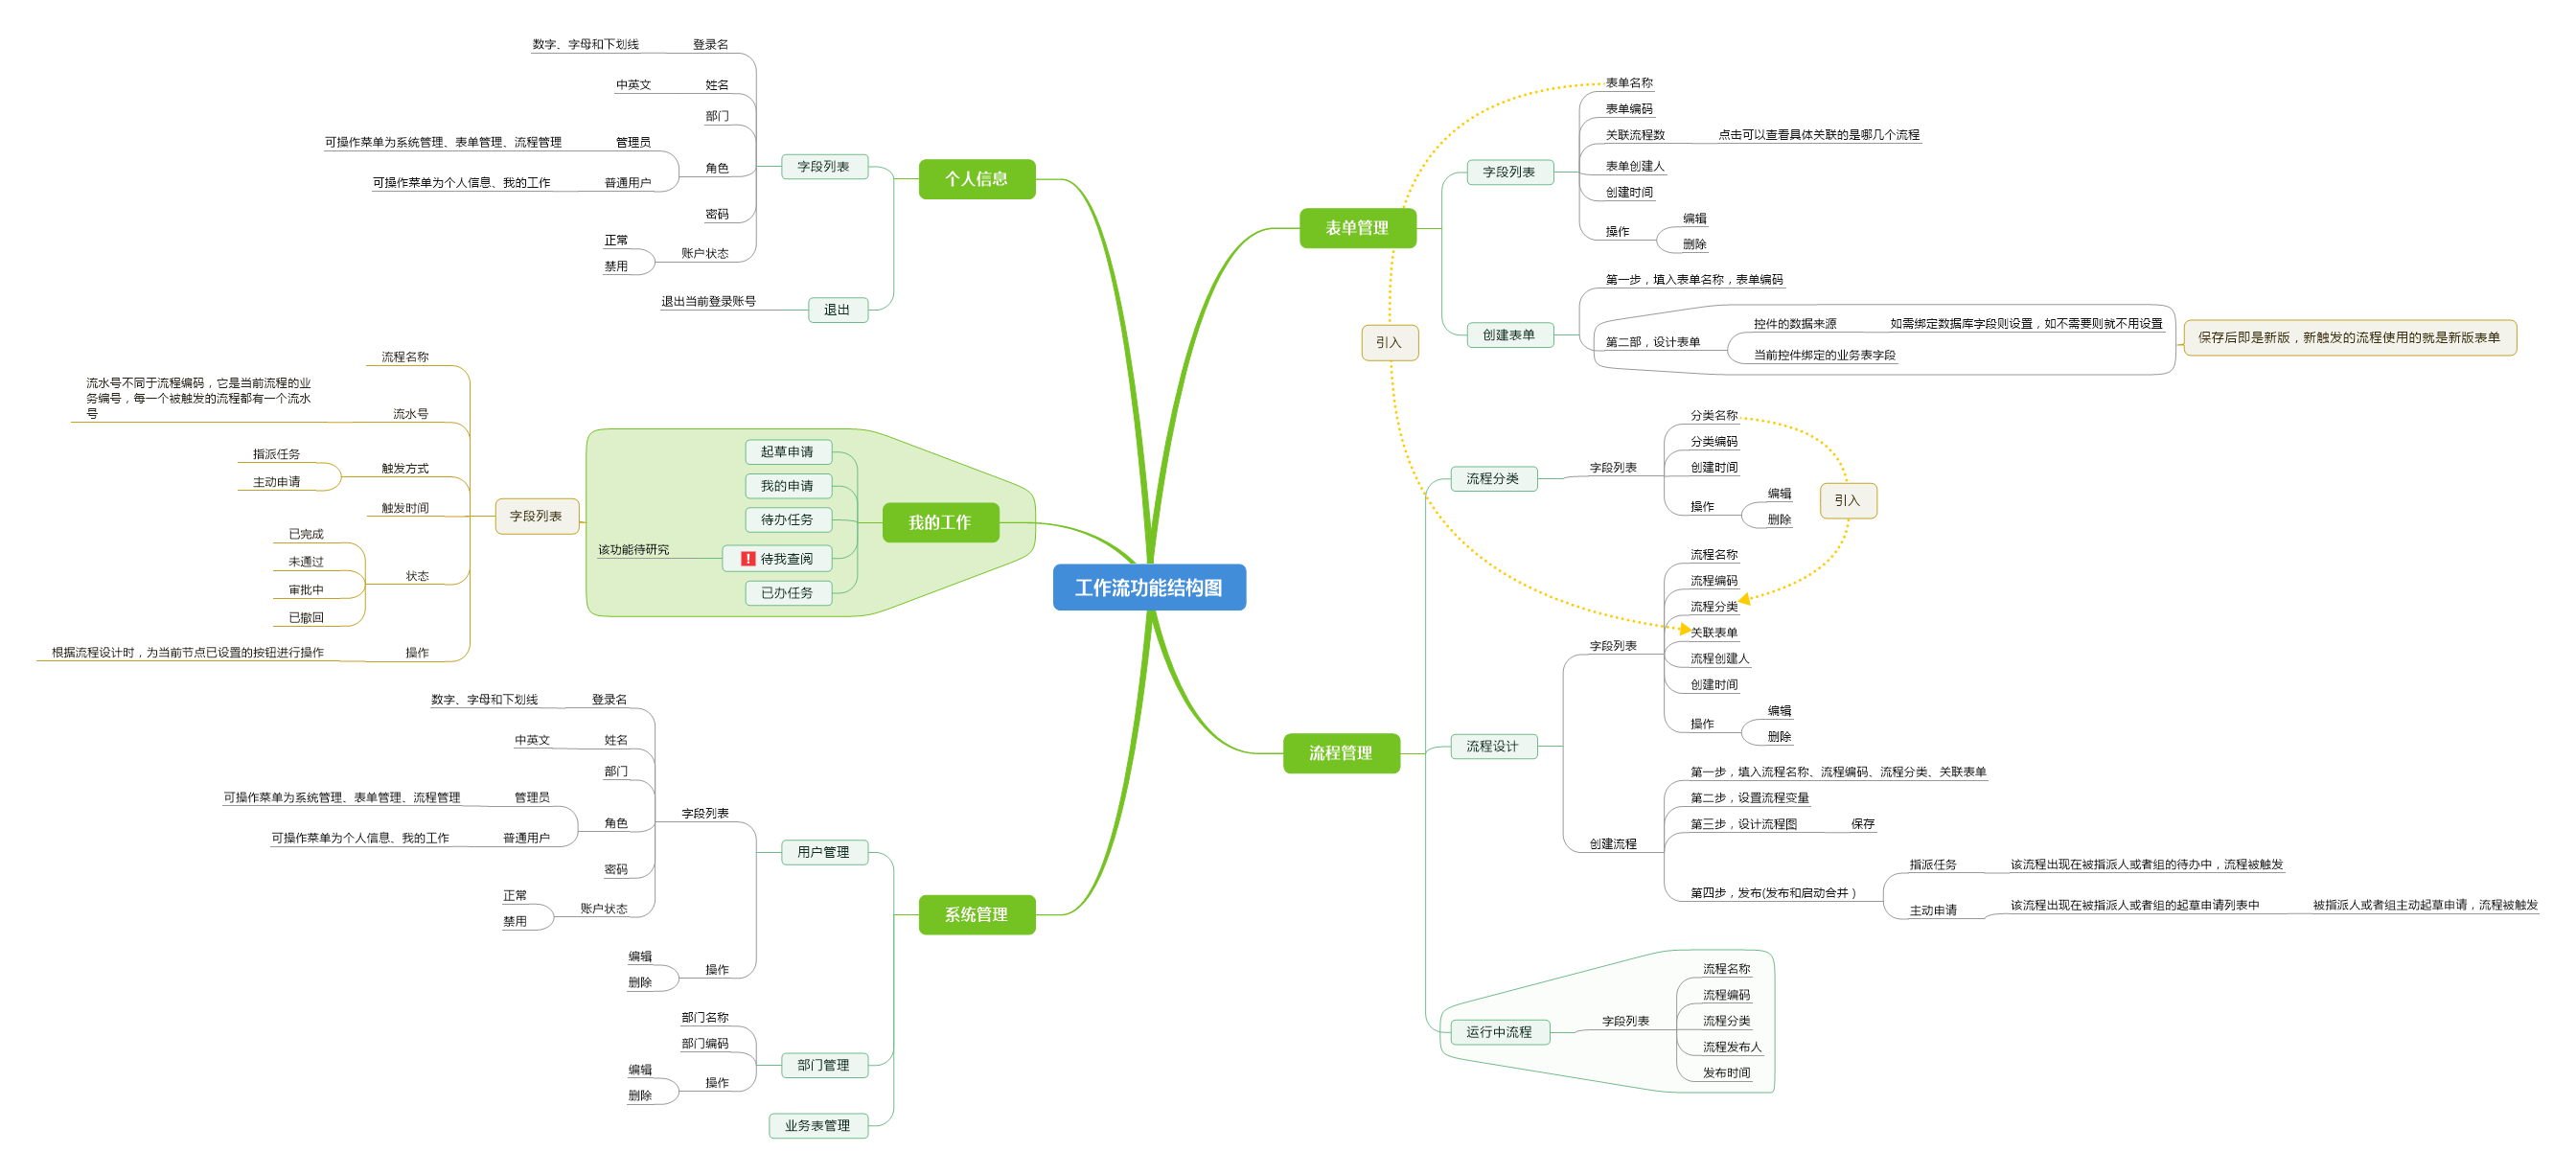 工作流功能结构图
表单管理
字段列表
表单名称
表单编码
关联流程数
点击可以查看具体关联的是哪几个流程
表单创建人
创建时间
操作
编辑
删除
创建表单
第一步，填入表单名称，表单编码
第二部，设计表单
控件的数据来源
如需绑定数据库字段则设置，如不需要则就不用设置
当前控件绑定的业务表字段
保存后即是新版，新触发的流程使用的就是新版表单
引入
流程管理
流程分类
字段列表
分类名称
分类编码
创建时间
操作
编辑
删除
引入
流程设计
字段列表
流程名称
流程编码
流程分类
关联表单
流程创建人
创建时间
操作
编辑
删除
创建流程
第一步，填入流程名称、流程编码、流程分类、关联表单
第二步，设置流程变量
第三步，设计流程图
保存
第四步，发布(发布和启动合并）
指派任务
该流程出现在被指派人或者组的待办中，流程被触发
主动申请
该流程出现在被指派人或者组的起草申请列表中
被指派人或者组主动起草申请，流程被触发
运行中流程
字段列表
流程名称
流程编码
流程分类
流程发布人
发布时间
个人信息
字段列表
登录名
数字、字母和下划线
姓名
中英文
部门
角色
管理员
可操作菜单为系统管理、表单管理、流程管理
普通用户
可操作菜单为个人信息、我的工作
密码
账户状态
正常
禁用
退出
退出当前登录账号
我的工作
起草申请
我的申请
待办任务
待我查阅
该功能待研究
已办任务
字段列表
流程名称
流水号
流水号不同于流程编码，它是当前流程的业
务编号，每一个被触发的流程都有一个流水
号
触发方式
指派任务
主动申请
触发时间
状态
已完成
未通过
审批中
已撤回
操作
根据流程设计时，为当前节点已设置的按钮进行操作
系统管理
用户管理
字段列表
登录名
数字、字母和下划线
姓名
中英文
部门
角色
管理员
可操作菜单为系统管理、表单管理、流程管理
普通用户
可操作菜单为个人信息、我的工作
密码
账户状态
正常
禁用
操作
编辑
删除
部门管理
部门名称
部门编码
操作
编辑
删除
业务表管理